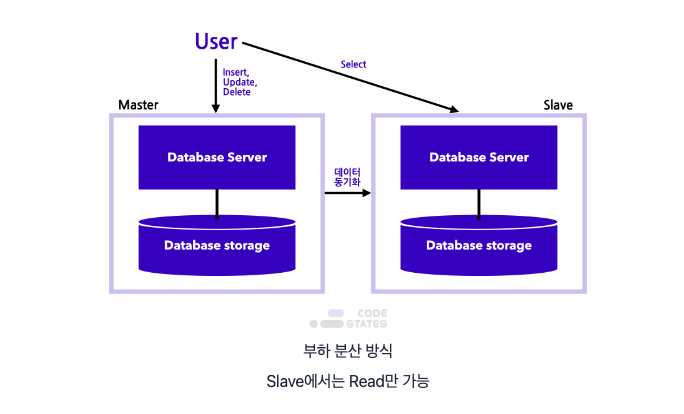 User
Insert,
Update,
Delete
Select
Master
Slave
Database Server
Database Server
데이터
동기화
Database storage
Database storage
CODE
STATES
부하 분산 방식
Slave에서는 Read만 가능